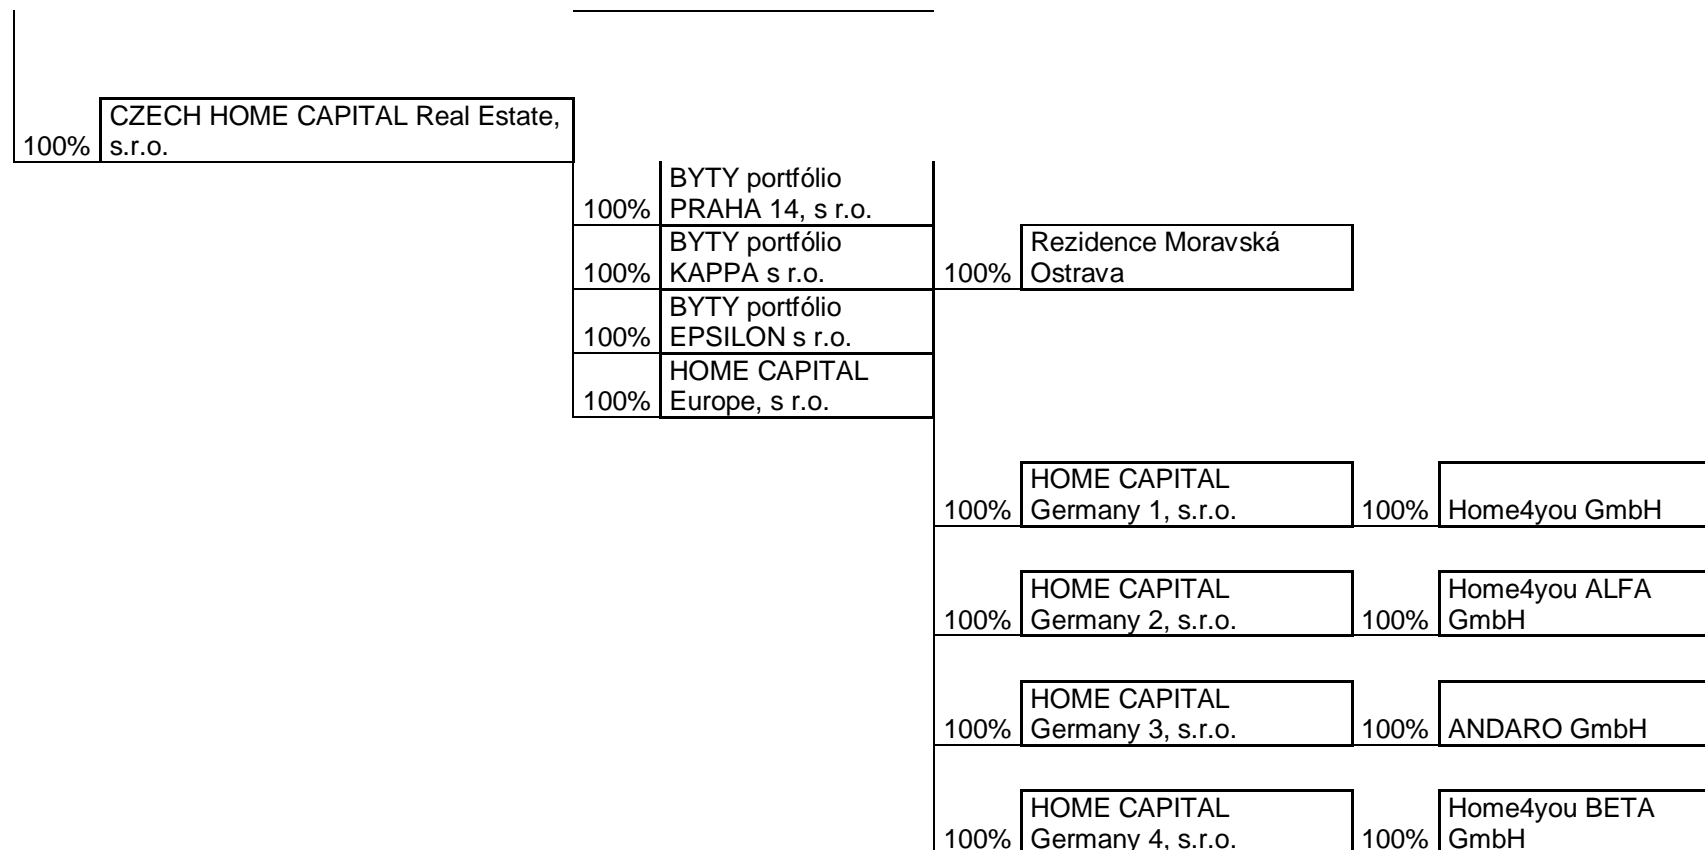 CZECH HOME CAPITAL Real Estate,
100% s.r.o.
BYTY portfólio
100% PRAHA 14, s r.o.
BYTY portfólio
100% KAPPA s r.o.
Rezidence Moravská
100% Ostrava
BYTY portfólio
100% EPSILON s r.o.
HOME CAPITAL
100% Europe, s r.o.
HOME CAPITAL
100% Germany 1, s.r.o.
100% Home4you GmbH
HOME CAPITAL
100% Germany 2, s.r.o.
Home4you ALFA
100% GmbH
HOME CAPITAL
100% Germany 3, s.r.o.
100% ANDARO GmbH
HOME CAPITAL
100% Germany 4, s.r.o.
Home4you BETA
100% GmbH